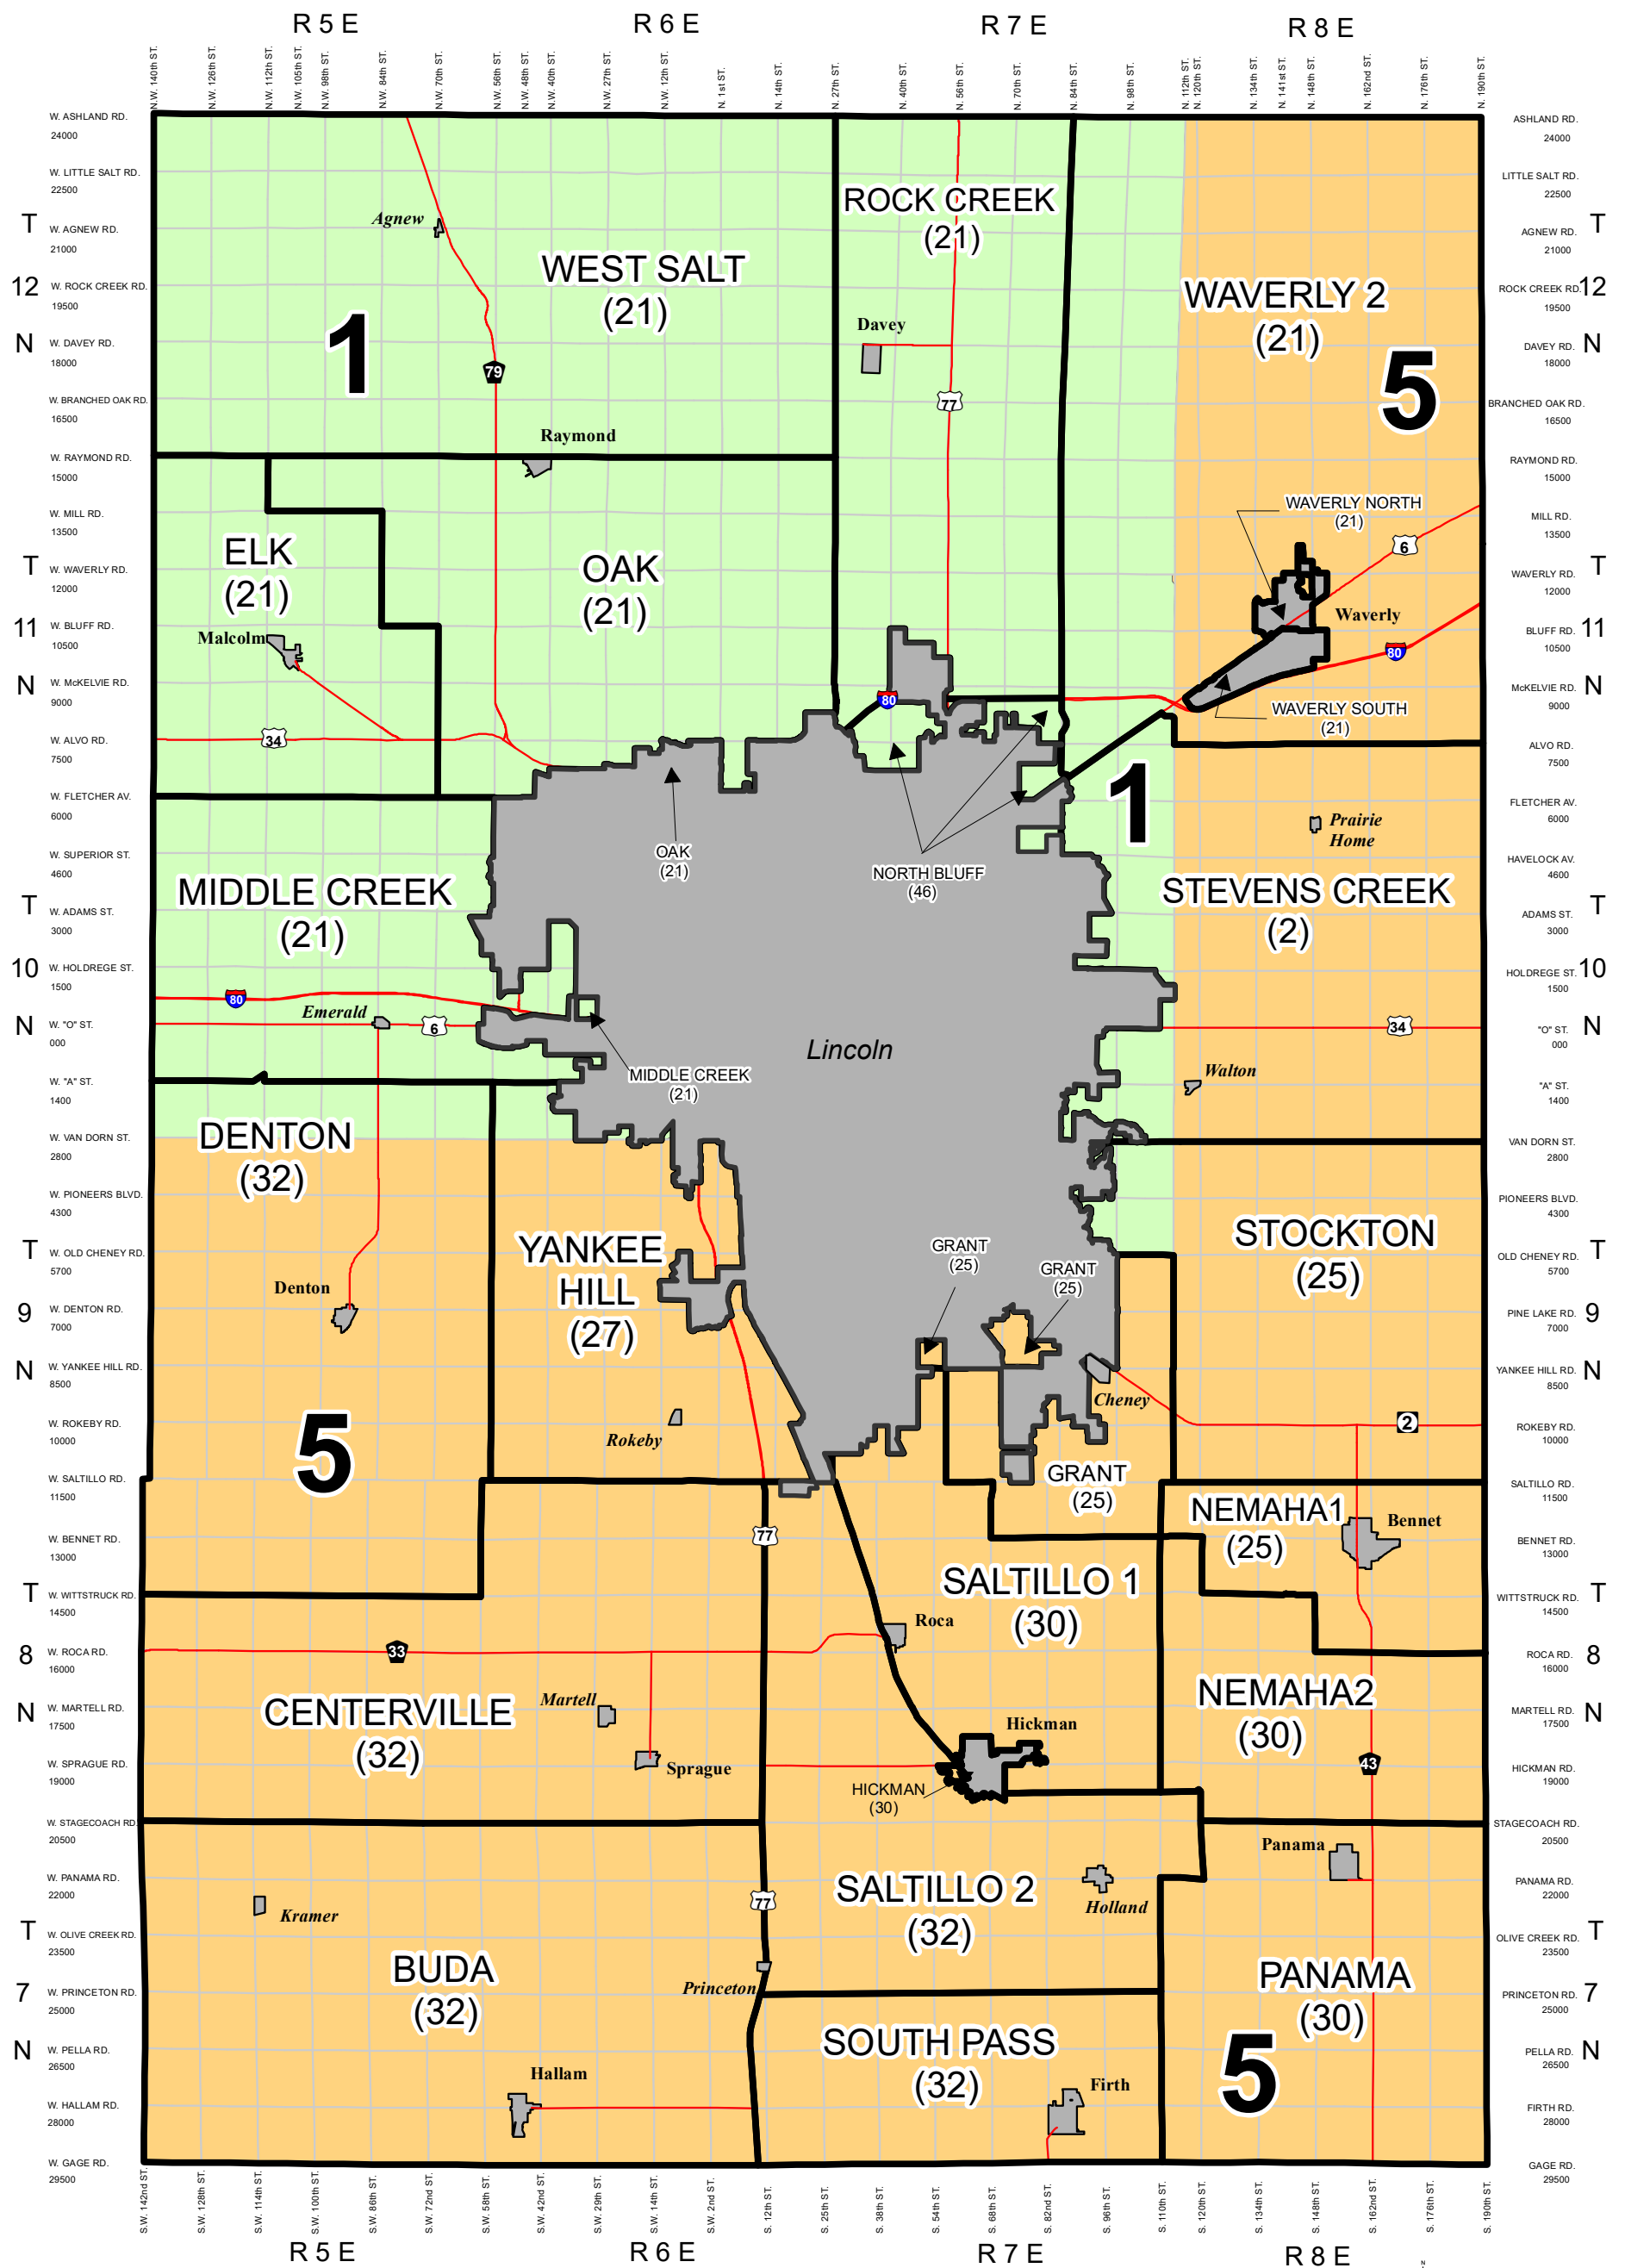 R 5 E
R 6 E
R 7 E
R 8 E
N.W. 140th ST.
N.W. 126th ST.
N.W. 112th ST.
N.W. 105th ST.
N.W. 98th ST.
N.W. 84th ST.
N.W. 70th ST.
N.W. 56th ST.
N.W. 48th ST.
N.W. 40th ST.
N.W. 27th ST.
N.W. 12th ST.
N. 1st ST.
N. 14th ST.
N. 27th ST.
N. 40th ST.
N. 56th ST.
N. 70th ST.
N. 84th ST.
N. 98th ST.
N. 112th ST.
N. 120th ST.
N. 134th ST.
N. 141st ST.
N. 148th ST.
N. 162nd ST.
N. 176th ST.
N. 190th ST.
W. ASHLAND RD.
24000
W. LITTLE SALT RD.
22500
T
W. AGNEW RD.
21000
12
W. ROCK CREEK RD.
19500
N
W. DAVEY RD.
18000
W. BRANCHED OAK RD.
16500
W. RAYMOND RD.
15000
W. MILL RD.
13500
T
W. WAVERLY RD.
12000
11
W. BLUFF RD.
10500
N
W. McKELVIE RD.
9000
W. ALVO RD.
7500
W. FLETCHER AV.
6000
W. SUPERIOR ST.
4600
T
W. ADAMS ST.
3000
10
W. HOLDREGE ST.
1500
N
W. "O" ST.
000
W. "A" ST.
1400
W. VAN DORN ST.
2800
W. PIONEERS BLVD.
4300
T
W. OLD CHENEY RD.
5700
9
W. DENTON RD.
7000
N
W. YANKEE HILL RD.
8500
W. ROKEBY RD.
10000
W. SALTILLO RD.
11500
W. BENNET RD.
13000
T
W. WITTSTRUCK RD.
14500
8
W. ROCA RD.
16000
N
W. MARTELL RD.
17500
W. SPRAGUE RD.
19000
W. STAGECOACH RD.
20500
W. PANAMA RD.
22000
T
W. OLIVE CREEK RD.
23500
7
W. PRINCETON RD.
25000
N
W. PELLA RD.
26500
W. HALLAM RD.
28000
W. GAGE RD.
29500
Agnew
WEST SALT
(21)
1
79
Raymond
ROCK CREEK
(21)
Davey
77
WAVERLY 2
(21)
5
WAVERLY NORTH
(21)
6
Waverly
80
WAVERLY SOUTH
(21)
ELK
(21)
Malcolm
34
OAK
(21)
80
OAK
(21)
NORTH BLUFF
(46)
1
Prairie
Home
STEVENS CREEK
(2)
MIDDLE CREEK
(21)
80
Emerald
6
MIDDLE CREEK
(21)
Lincoln
34
Walton
DENTON
(32)
Denton
5
YANKEE
HILL
(27)
Rokeby
GRANT
(25)
GRANT
(25)
STOCKTON
(25)
Cheney
2
GRANT
(25)
NEMAHA1
(25)
Bennet
77
SALTILLO 1
(30)
Roca
33
CENTERVILLE
(32)
Martell
Sprague
Hickman
HICKMAN
(30)
NEMAHA2
(30)
43
Panama
Kramer
77
SALTILLO 2
(32)
Holland
BUDA
(32)
Princeton
PANAMA
(30)
SOUTH PASS
(32)
5
Hallam
Firth
ASHLAND RD.
24000
LITTLE SALT RD.
22500
T
AGNEW RD.
21000
12
ROCK CREEK RD.
19500
N
DAVEY RD.
18000
BRANCHED OAK RD.
16500
RAYMOND RD.
15000
MILL RD.
13500
T
WAVERLY RD.
12000
11
BLUFF RD.
10500
N
McKELVIE RD.
9000
ALVO RD.
7500
FLETCHER AV.
6000
HAVELOCK AV.
4600
T
ADAMS ST.
3000
10
HOLDREGE ST.
1500
N
"O" ST.
000
"A" ST.
1400
VAN DORN ST.
2800
PIONEERS BLVD.
4300
T
OLD CHENEY RD.
5700
9
PINE LAKE RD.
7000
N
YANKEE HILL RD.
8500
ROKEBY RD.
10000
SALTILLO RD.
11500
BENNET RD.
13000
T
WITTSTRUCK RD.
14500
8
ROCA RD.
16000
N
MARTELL RD.
17500
HICKMAN RD.
19000
STAGECOACH RD.
20500
PANAMA RD.
22000
T
OLIVE CREEK RD.
23500
7
PRINCETON RD.
25000
N
PELLA RD.
26500
FIRTH RD.
28000
GAGE RD.
29500
S.W. 142nd ST.
S.W. 128th ST.
S.W. 114th ST.
S.W. 100th ST.
S.W. 86th ST.
S.W. 72nd ST.
S.W. 58th ST.
S.W. 42nd ST.
S.W. 29th ST.
S.W. 14th ST.
S.W. 2nd ST.
S. 12th ST.
S. 25th ST.
S. 38th ST.
S. 54th ST.
S. 68th ST.
S. 82nd ST.
S. 96th ST.
S. 110th ST.
S. 120th ST.
S. 134th ST.
S. 148th ST.
S. 162nd ST.
S. 176th ST.
S. 190th ST.
R 5 E
R 6 E
R 7 E
R 8 E